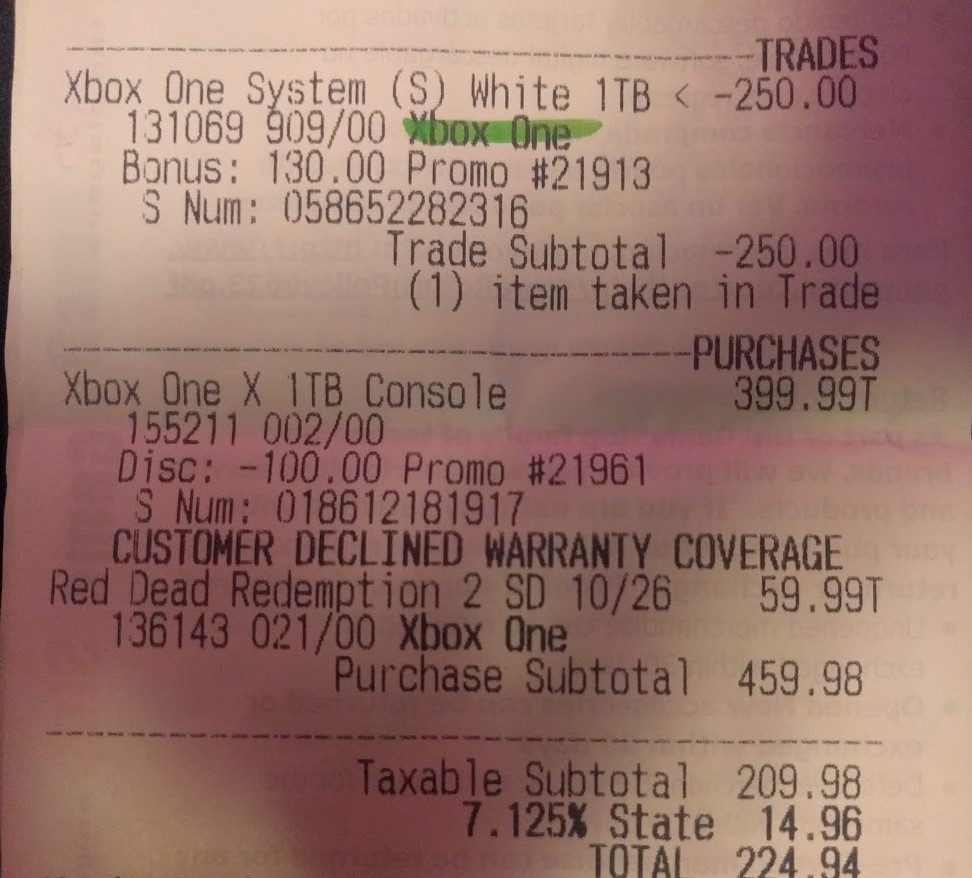 TRADES
Xbox One System (S) White 1TB < -250.00
131069 909/00 Xbox One
Bonus: 130.00 Promo #21913
S Num: 058652282316
Trade Subtotal -250.00
(1) item taken in Trade
PURCHASES
Xbox One X 1TB Console 399.99T
155211 002/00
Disc: -100.00 Promo #21961
S Num: 018612181917
CUSTOMER DECLINED WARRANTY COVERAGE
Red Dead Redemption 2 SD 10/26 59.99T
136143 021/00 Xbox One
Purchase Subtotal 459.98
Taxable Subtotal 209.98
7.125% State 14.96
TOTAL 224.94